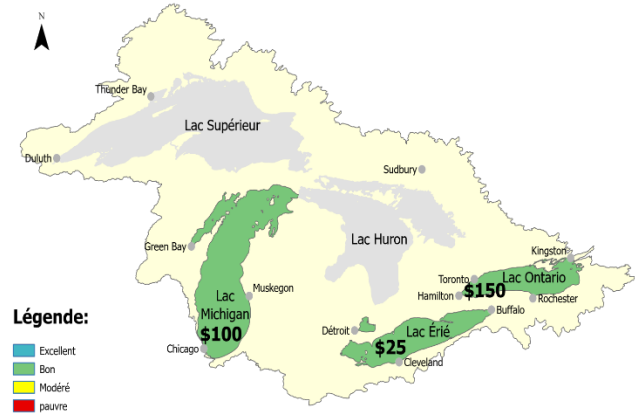 N
Thunder Bay
Lac Supérieur
Duluth
Sudbury
Lac Huron
Green Bay
Kingston
Toronto
Lac Ontario
Hamilton
$150
Rochester
Muskegon
Lac
Michigan
$100
Buffalo
Détroit
Lac Érié
$25
Chicago
Cleveland
Légende:
Excellent
Bon
Modéré
pauvre